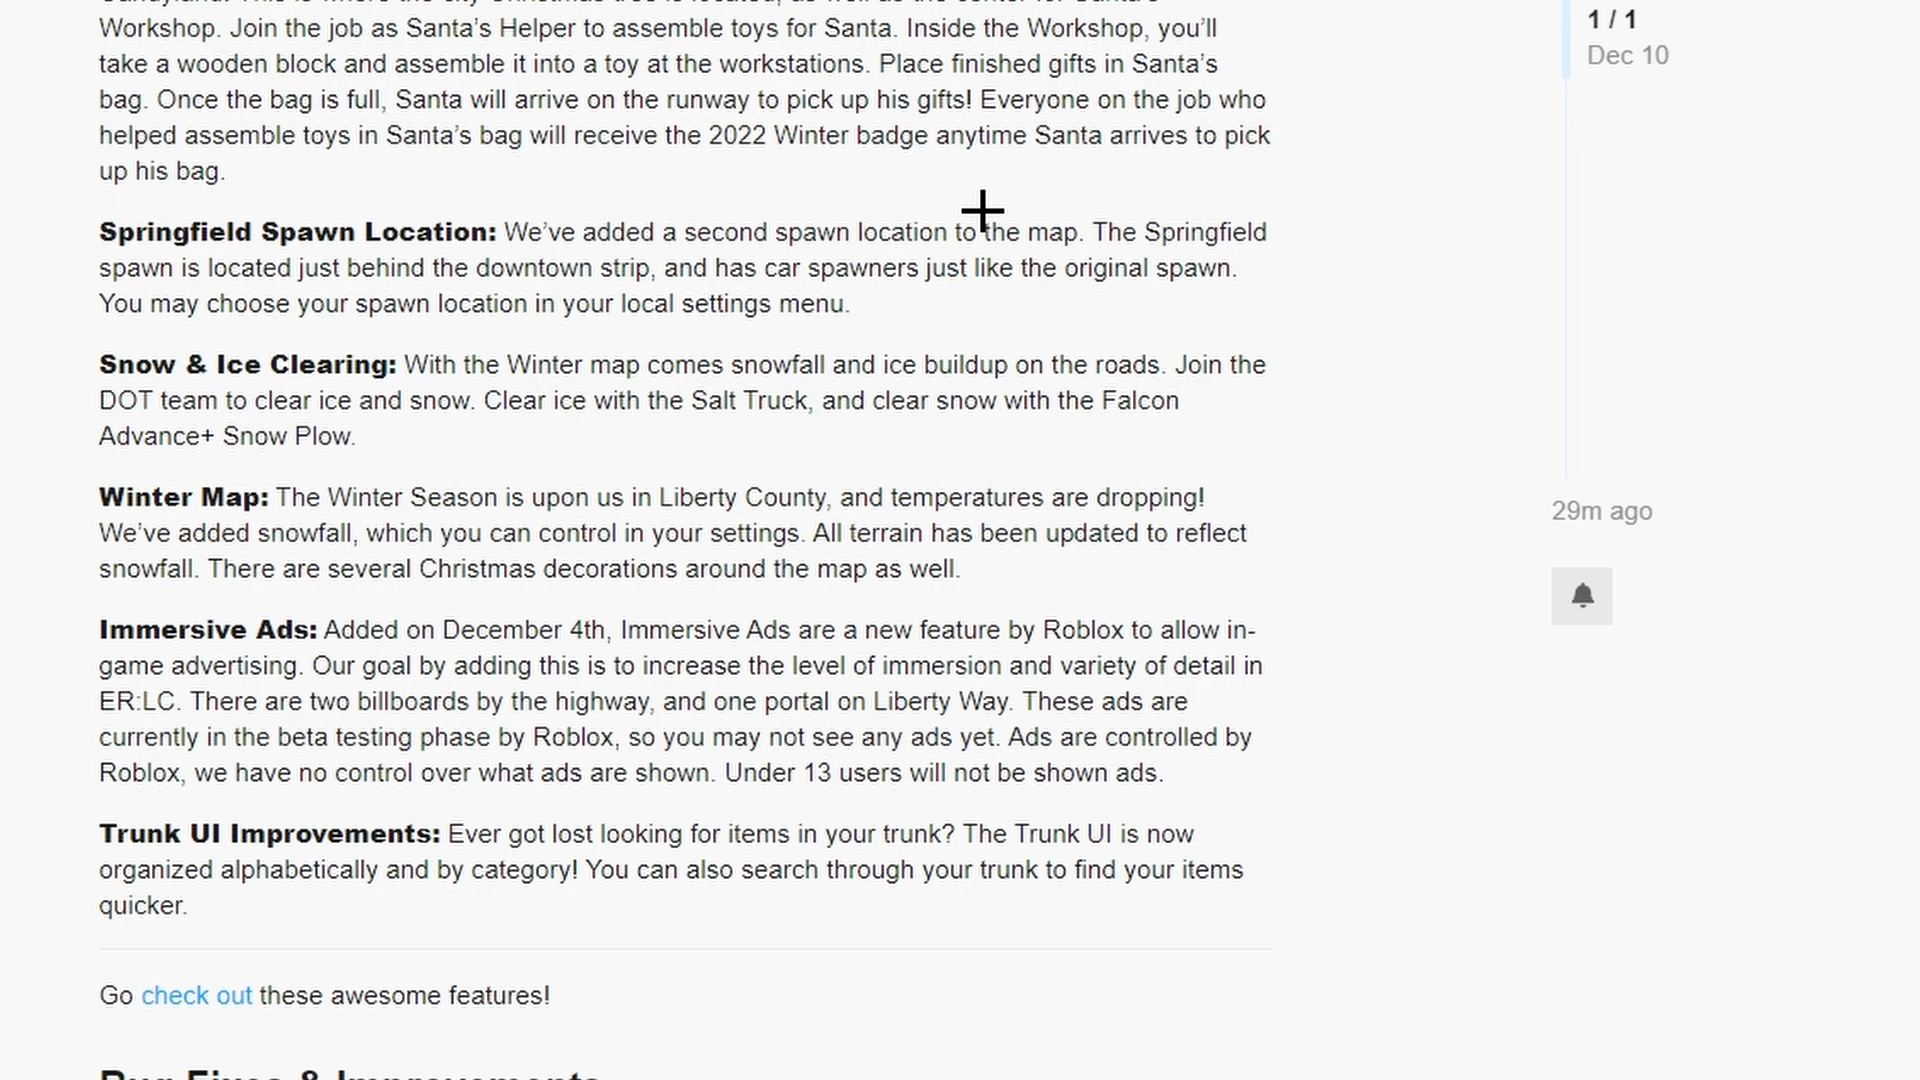 Workshop. Join the job as Santa’s Helper to assemble toys for Santa. Inside the Workshop, you’ll
take a wooden block and assemble it into a toy at the workstations. Place finished gifts in Santa’s
bag. Once the bag is full, Santa will arrive on the runway to pick up his gifts! Everyone on the job who
helped assemble toys in Santa’s bag will receive the 2022 Winter badge anytime Santa arrives to pick
up his bag.
Springfield Spawn Location: We’ve added a second spawn location to the map. The Springfield
spawn is located just behind the downtown strip, and has car spawners just like the original spawn.
You may choose your spawn location in your local settings menu.
Snow & Ice Clearing: With the Winter map comes snowfall and ice buildup on the roads. Join the
DOT team to clear ice and snow. Clear ice with the Salt Truck, and clear snow with the Falcon
Advance+ Snow Plow.
Winter Map: The Winter Season is upon us in Liberty County, and temperatures are dropping!
We’ve added snowfall, which you can control in your settings. All terrain has been updated to reflect
snowfall. There are several Christmas decorations around the map as well.
Immersive Ads: Added on December 4th, Immersive Ads are a new feature by Roblox to allow in-
game advertising. Our goal by adding this is to increase the level of immersion and variety of detail in
ER:LC. There are two billboards by the highway, and one portal on Liberty Way. These ads are
currently in the beta testing phase by Roblox, so you may not see any ads yet. Ads are controlled by
Roblox, we have no control over what ads are shown. Under 13 users will not be shown ads.
Trunk UI Improvements: Ever got lost looking for items in your trunk? The Trunk UI is now
organized alphabetically and by category! You can also search through your trunk to find your items
quicker.
Go check out these awesome features!
Bug Fixes & Improvements
1 / 1
Dec 10
29m ago